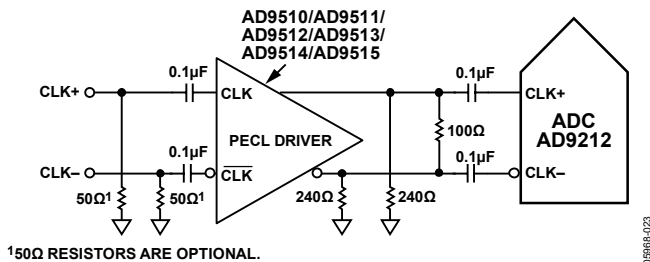 AD9510/AD9511/
AD9512/AD9513/
AD9514/AD9515
0.1µF
0.1µF
CLK+
CLK
CLK+
PECL DRIVER
100Ω
ADC
AD9212
0.1µF
0.1µF
CLK–
CLK
CLK–
50Ω1
50Ω1
240Ω
240Ω
150Ω RESISTORS ARE OPTIONAL.
05968-023